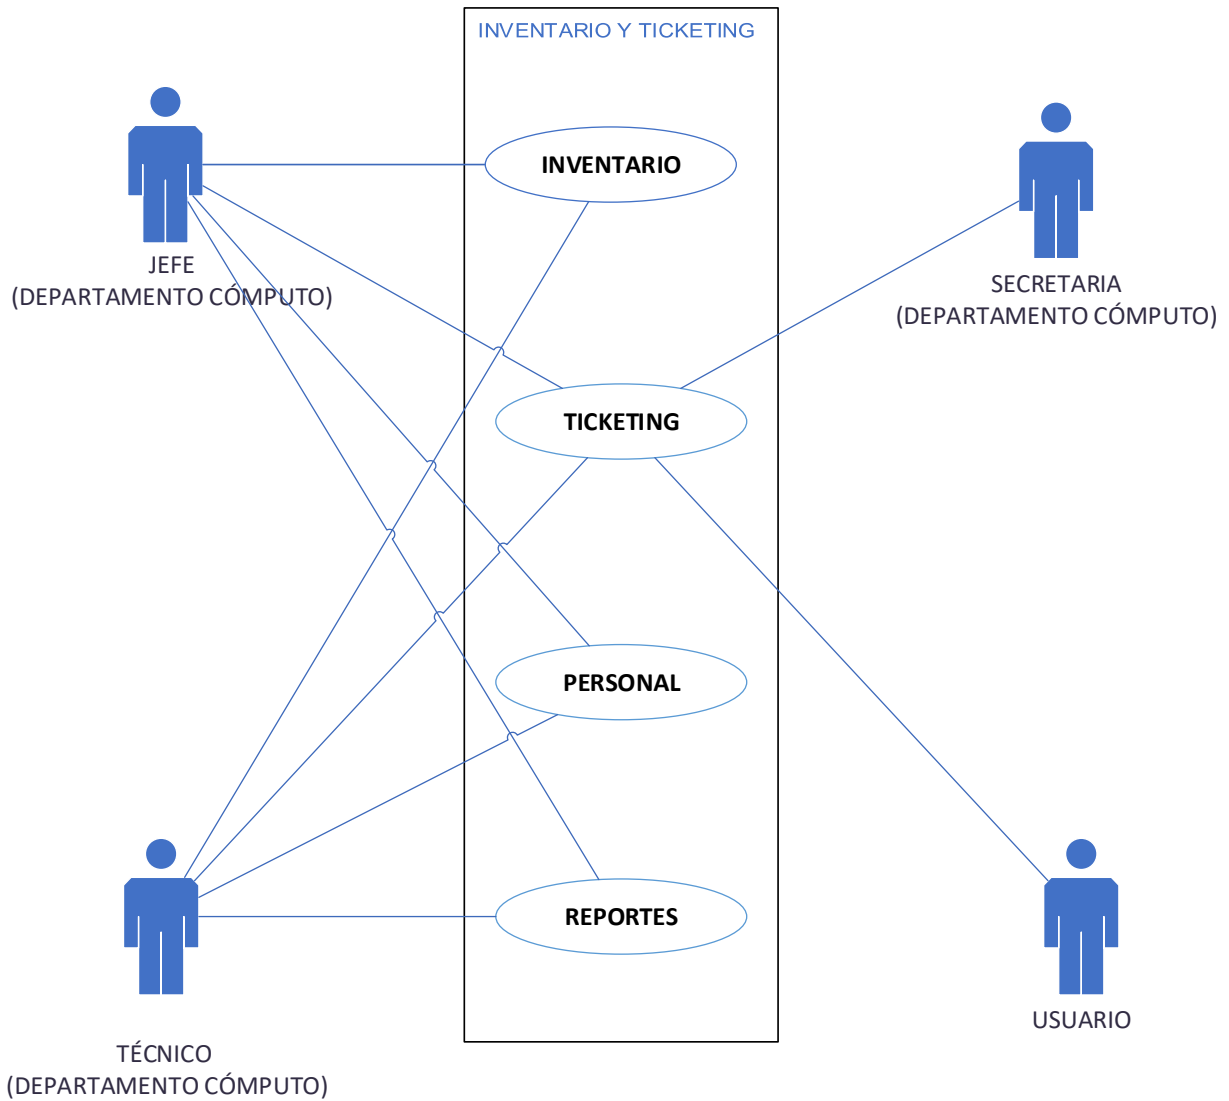 INVENTARIO Y TICKETING
INVENTARIO
JEFE
(DEPARTAMENTO CÓMPUTO)
SECRETARIA
(DEPARTAMENTO CÓMPUTO)
TICKETING
PERSONAL
REPORTES
USUARIO
TÉCNICO
(DEPARTAMENTO CÓMPUTO)